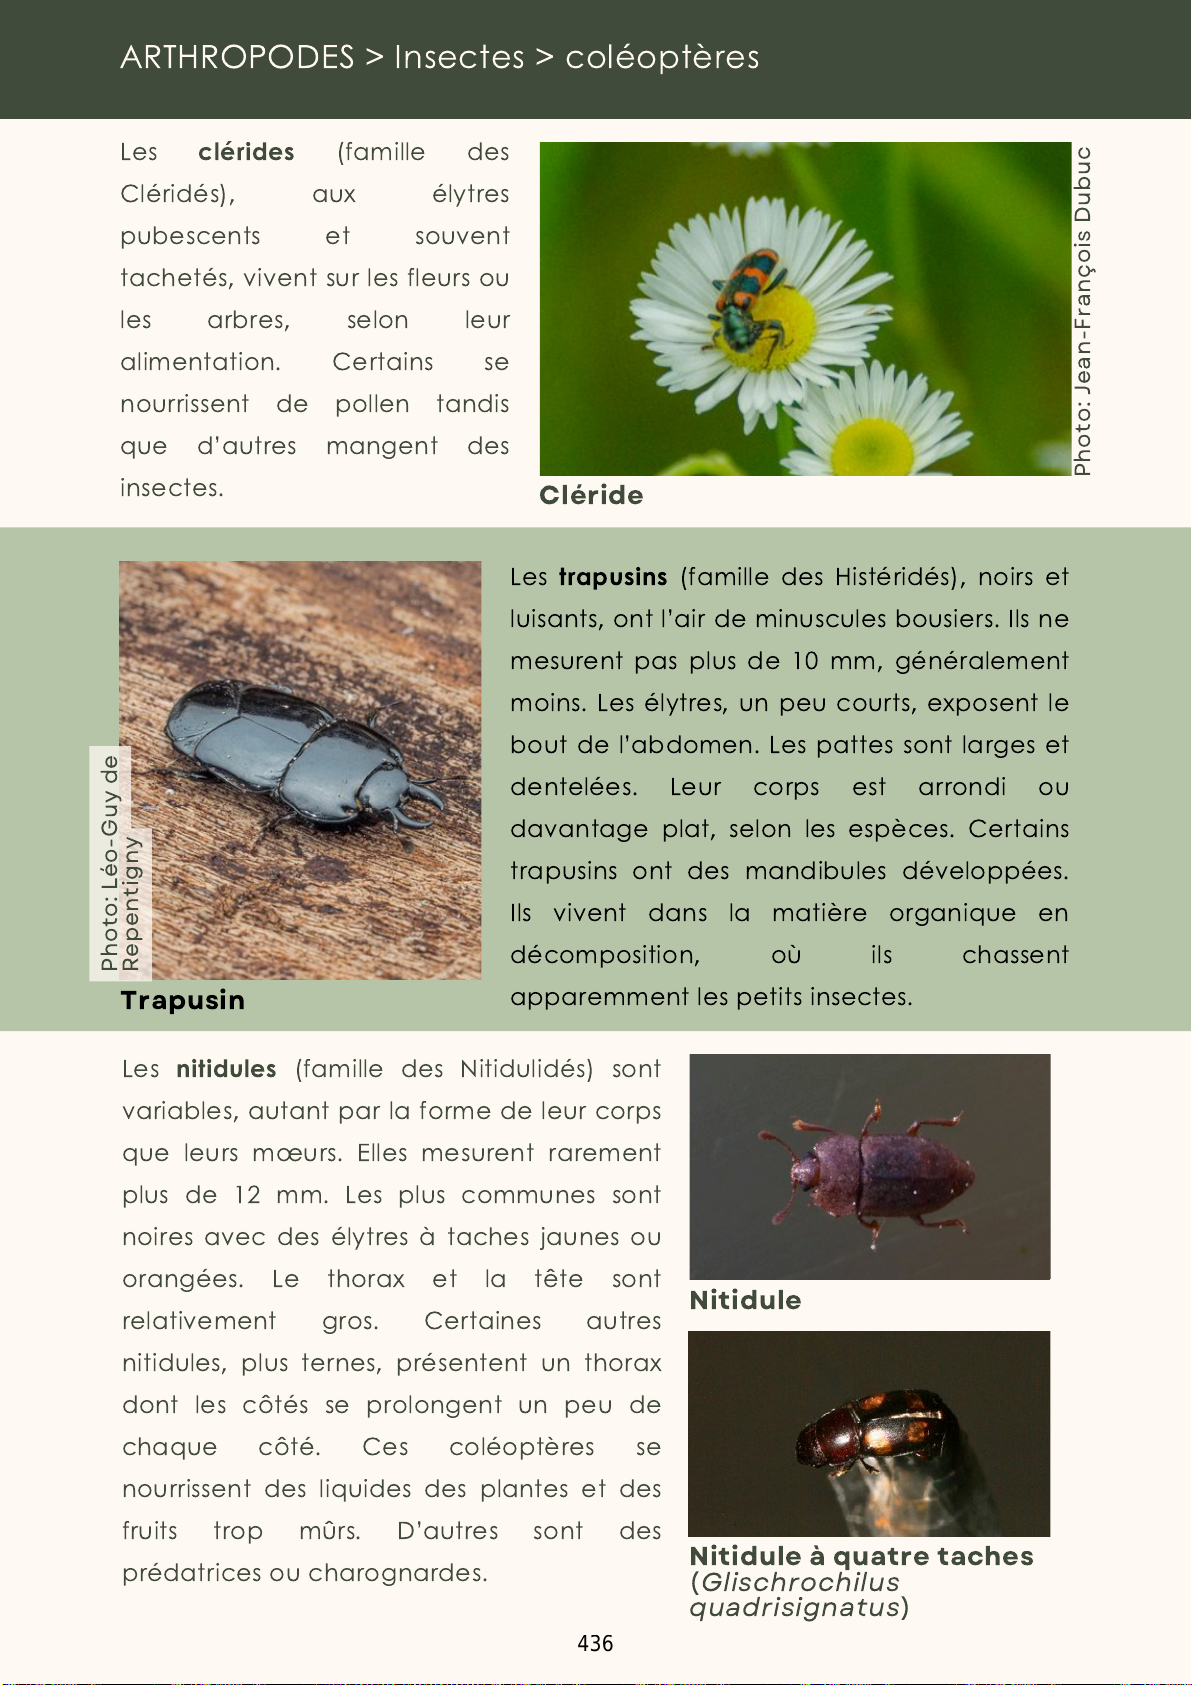 ARTHROPODES > Insectes > coléoptères
Les clérides (famille des
Cléridés), aux élytres
pubescents et souvent
tachetés, vivent sur les fleurs ou
les arbres, selon leur
alimentation. Certains se
nourrissent de pollen tandis
que d’autres mangent des
insectes.
Photo: Jean-François Dubuc
Cléride
Photo: Léo-Guy de
Repentigny
Trapusin
Les trapusins (famille des Histéridés), noirs et
luisants, ont l’air de minuscules bousiers. Ils ne
mesurent pas plus de 10 mm, généralement
moins. Les élytres, un peu courts, exposent le
bout de l’abdomen. Les pattes sont larges et
dentelées. Leur corps est arrondi ou
davantage plat, selon les espèces. Certains
trapusins ont des mandibules développées.
Ils vivent dans la matière organique en
décomposition, où ils chassent
apparemment les petits insectes.
Les nitidules (famille des Nitidulidés) sont
variables, autant par la forme de leur corps
que leurs mœurs. Elles mesurent rarement
plus de 12 mm. Les plus communes sont
noires avec des élytres à taches jaunes ou
orangées. Le thorax et la tête sont
relativement gros. Certaines autres
nitidules, plus ternes, présentent un thorax
dont les côtés se prolongent un peu de
chaque côté. Ces coléoptères se
nourrissent des liquides des plantes et des
fruits trop mûrs. D’autres sont des
prédatrices ou charognardes.
Nitidule
Nitidule à quatre taches
(Glischrochilus
quadrisignatus)
436